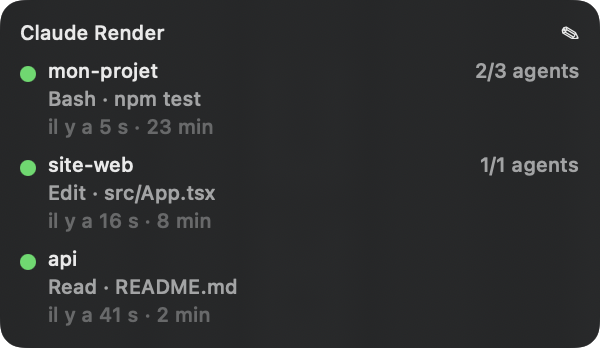 Claude Render
mon-projet 2/3 agents
Bash · npm test
il y a 5 s · 23 min
site-web 1/1 agents
Edit · src/App.tsx
il y a 16 s · 8 min
api
Read · README.md
il y a 41 s · 2 min